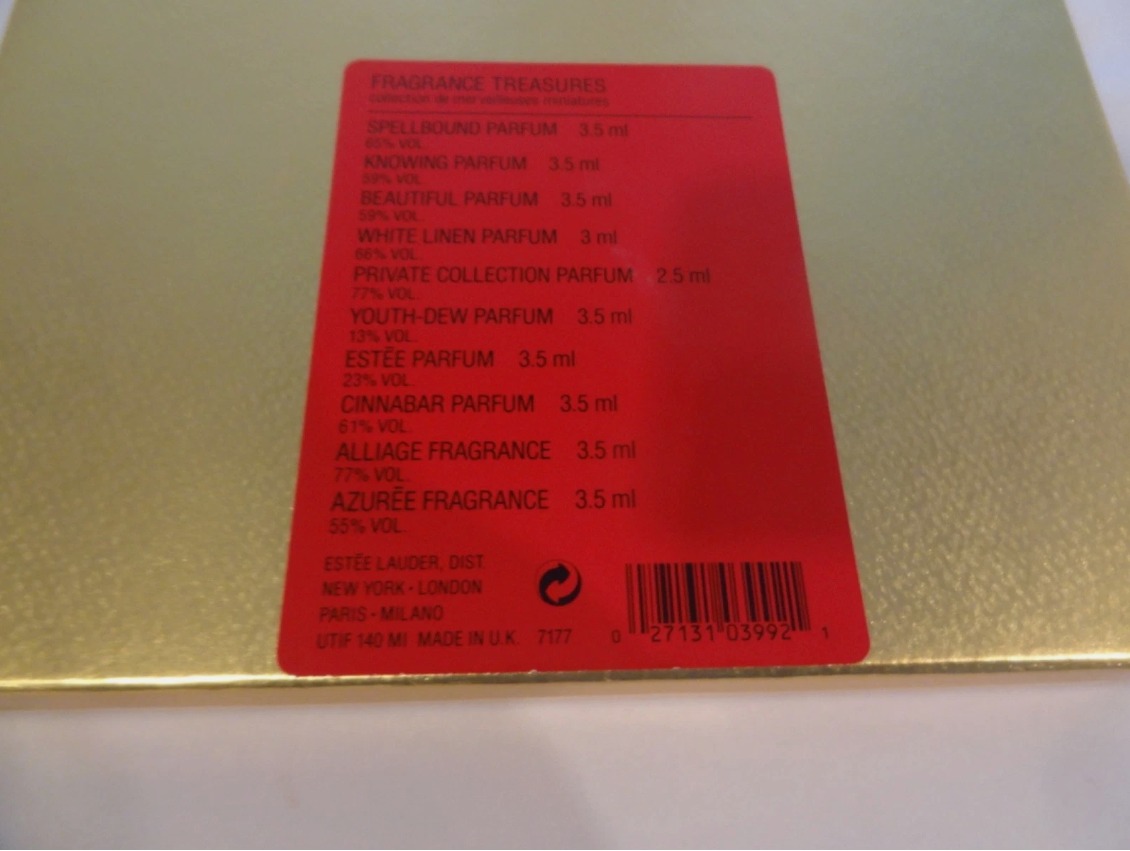 FRAGRANCE TREASURES
collection de merveilleuses miniatures
SPELLBOUND PARFUM 3.5 ml
65% VOL.
KNOWING PARFUM 3.5 ml
59% VOL.
BEAUTIFUL PARFUM 3.5 ml
59% VOL.
WHITE LINEN PARFUM 3 ml
66% VOL.
PRIVATE COLLECTION PARFUM 2.5 ml
77% VOL.
YOUTH-DEW PARFUM 3.5 ml
13% VOL.
ESTĒE PARFUM 3.5 ml
23% VOL.
CINNABAR PARFUM 3.5 ml
61% VOL.
ALLIAGE FRAGRANCE 3.5 ml
77% VOL.
AZURĒE FRAGRANCE 3.5 ml
55% VOL.
ESTĒE LAUDER, DIST.
NEW YORK • LONDON
PARIS • MILANO
UTIF 140 MI MADE IN U.K. 7177
0 27131 03992 1